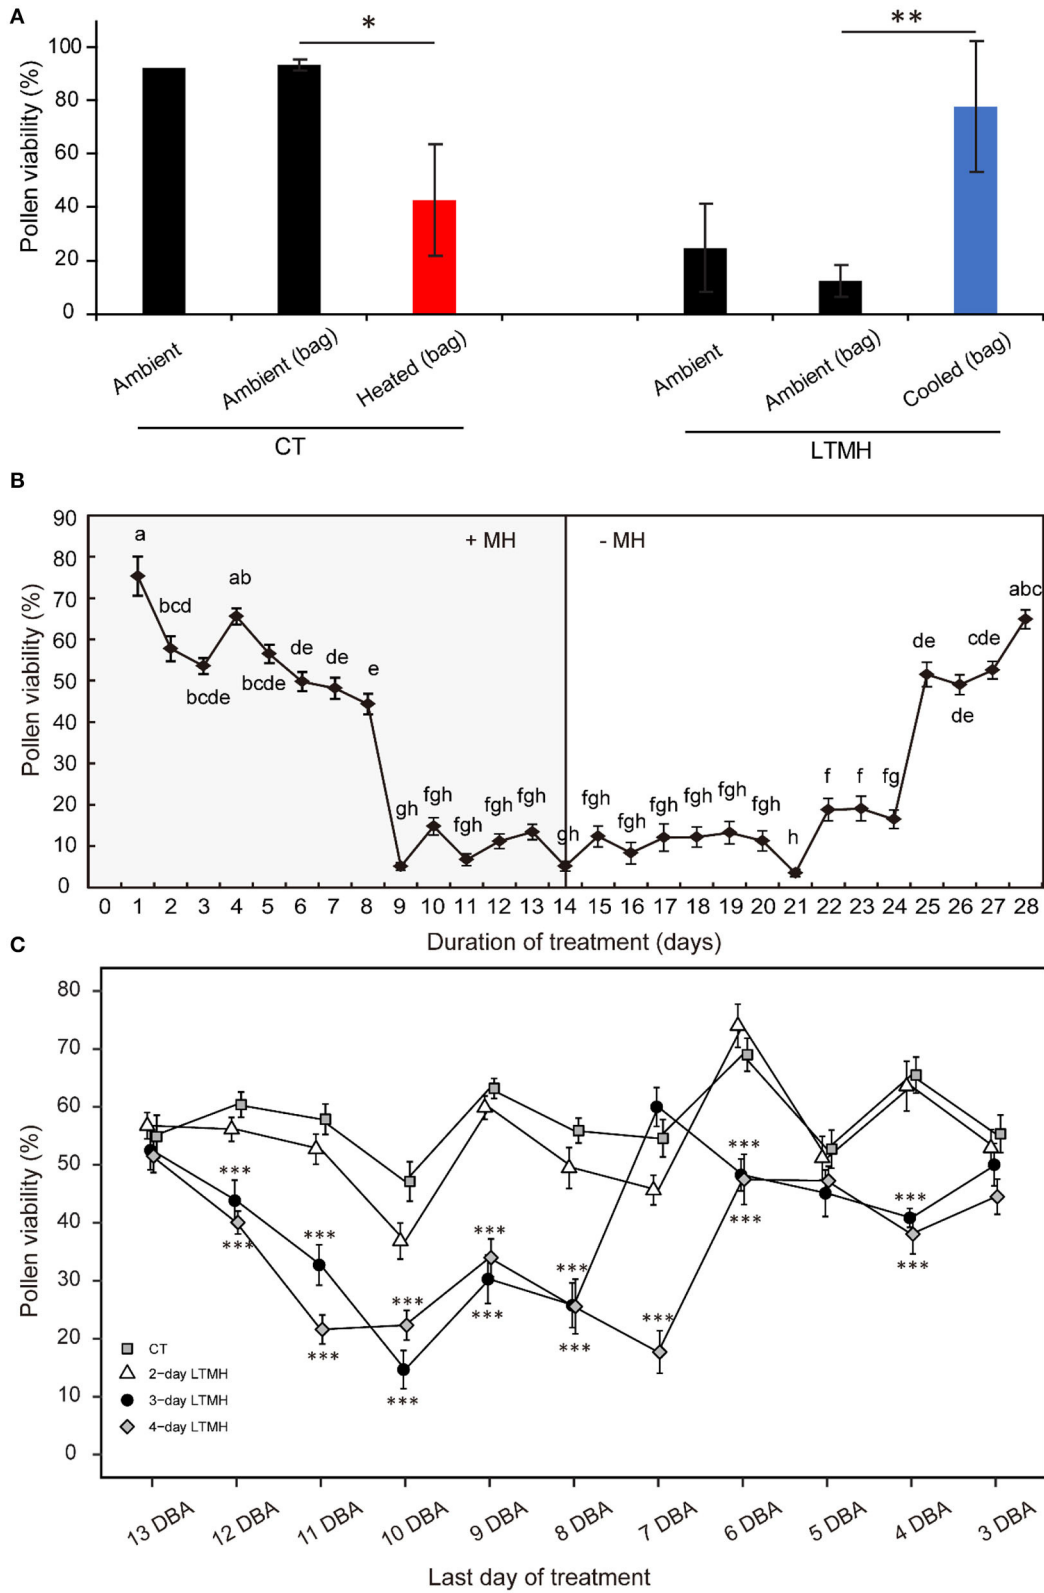 A
* **
100
80
60
40
20
0
Pollen viability (%)
Ambient Ambient (bag) Heated (bag) Ambient Ambient (bag) Cooled (bag)
CT LTMH
B
90
80
70
60
50
40
30
20
10
0
Pollen viability (%)
+ MH - MH
a bcd bcde ab bcde de de e gh fgh fgh fgh fgh gh fgh fgh fgh fgh fgh fgh h f f fg de de cde abc
0 1 2 3 4 5 6 7 8 9 10 11 12 13 14 15 16 17 18 19 20 21 22 23 24 25 26 27 28
Duration of treatment (days)
C
80
70
60
50
40
30
20
10
0
Pollen viability (%)
*** *** *** *** *** *** *** *** *** *** *** *** *** *** *** ***
CT
2-day LTMH
3-day LTMH
4-day LTMH
13 DBA 12 DBA 11 DBA 10 DBA 9 DBA 8 DBA 7 DBA 6 DBA 5 DBA 4 DBA 3 DBA
Last day of treatment